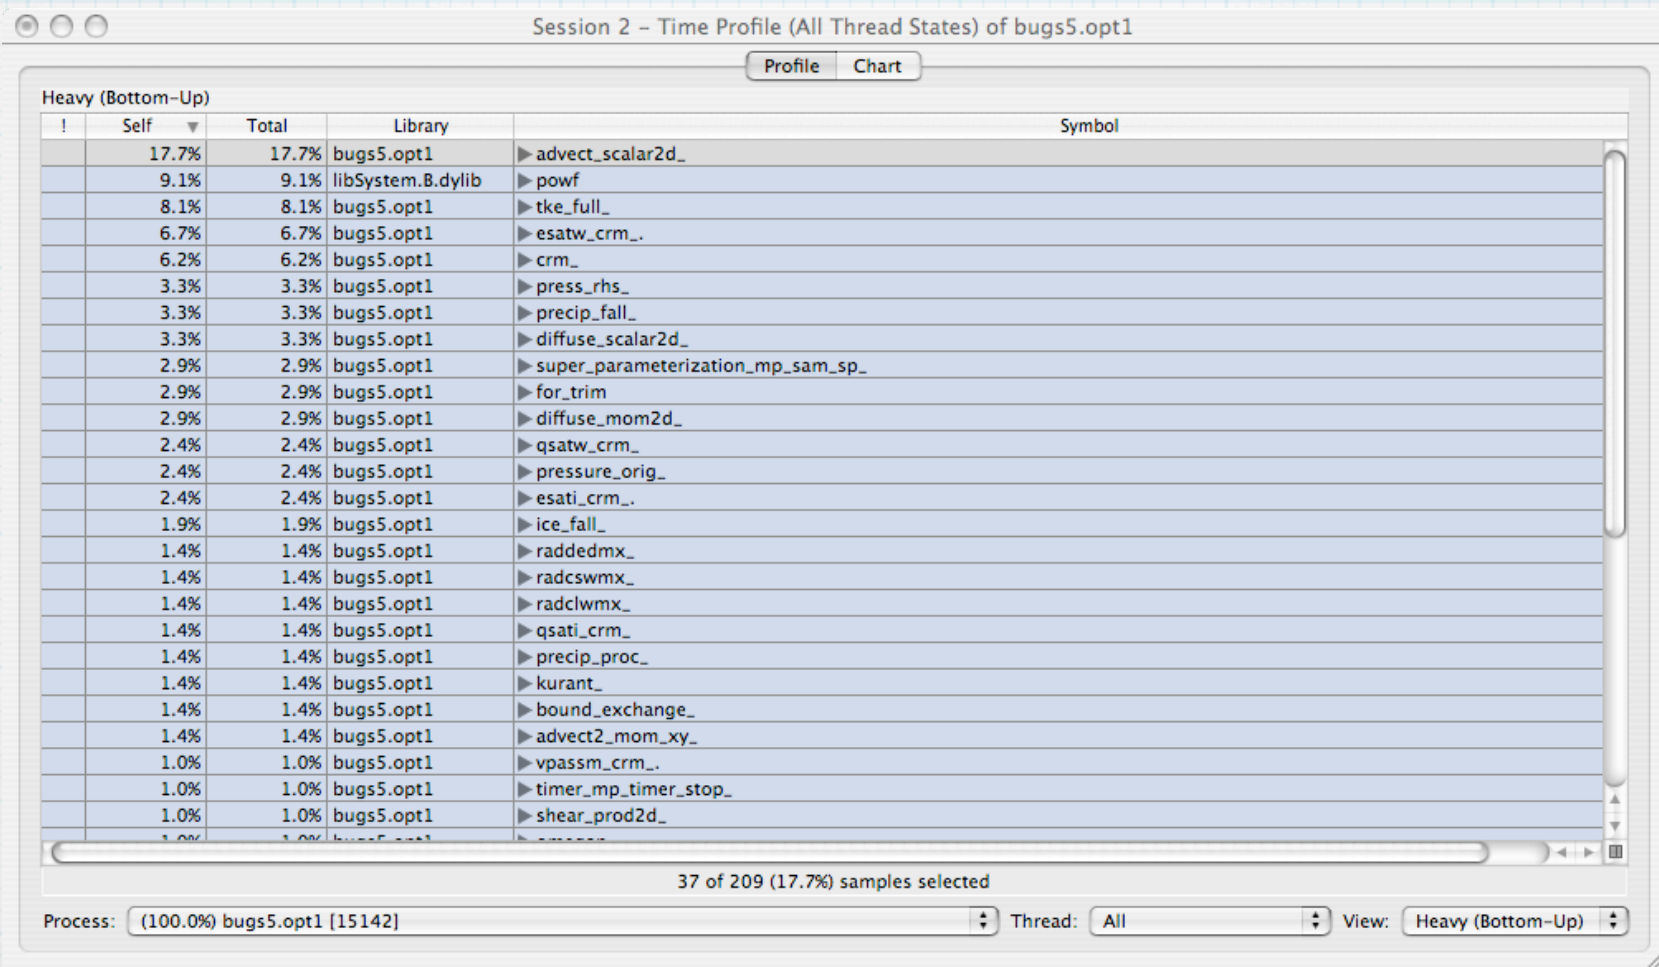 Session 2 – Time Profile (All Thread States) of bugs5.opt1
Profile Chart
Heavy (Bottom-Up)
! Self Total Library Symbol
17.7% 17.7% bugs5.opt1 advect_scalar2d_
9.1% 9.1% libSystem.B.dylib powf
8.1% 8.1% bugs5.opt1 tke_full_
6.7% 6.7% bugs5.opt1 esatw_crm_.
6.2% 6.2% bugs5.opt1 crm_
3.3% 3.3% bugs5.opt1 press_rhs_
3.3% 3.3% bugs5.opt1 precip_fall_
3.3% 3.3% bugs5.opt1 diffuse_scalar2d_
2.9% 2.9% bugs5.opt1 super_parameterization_mp_sam_sp_
2.9% 2.9% bugs5.opt1 for_trim
2.9% 2.9% bugs5.opt1 diffuse_mom2d_
2.4% 2.4% bugs5.opt1 qsatw_crm_
2.4% 2.4% bugs5.opt1 pressure_orig_
2.4% 2.4% bugs5.opt1 esati_crm_.
1.9% 1.9% bugs5.opt1 ice_fall_
1.4% 1.4% bugs5.opt1 raddedmx_
1.4% 1.4% bugs5.opt1 radcswmx_
1.4% 1.4% bugs5.opt1 radclwmx_
1.4% 1.4% bugs5.opt1 qsati_crm_
1.4% 1.4% bugs5.opt1 precip_proc_
1.4% 1.4% bugs5.opt1 kurant_
1.4% 1.4% bugs5.opt1 bound_exchange_
1.4% 1.4% bugs5.opt1 advect2_mom_xy_
1.0% 1.0% bugs5.opt1 vpassm_crm_.
1.0% 1.0% bugs5.opt1 timer_mp_timer_stop_
1.0% 1.0% bugs5.opt1 shear_prod2d_
1.0% 1.0% bugs5.opt1
37 of 209 (17.7%) samples selected
Process: (100.0%) bugs5.opt1 [15142] Thread: All View: Heavy (Bottom-Up)